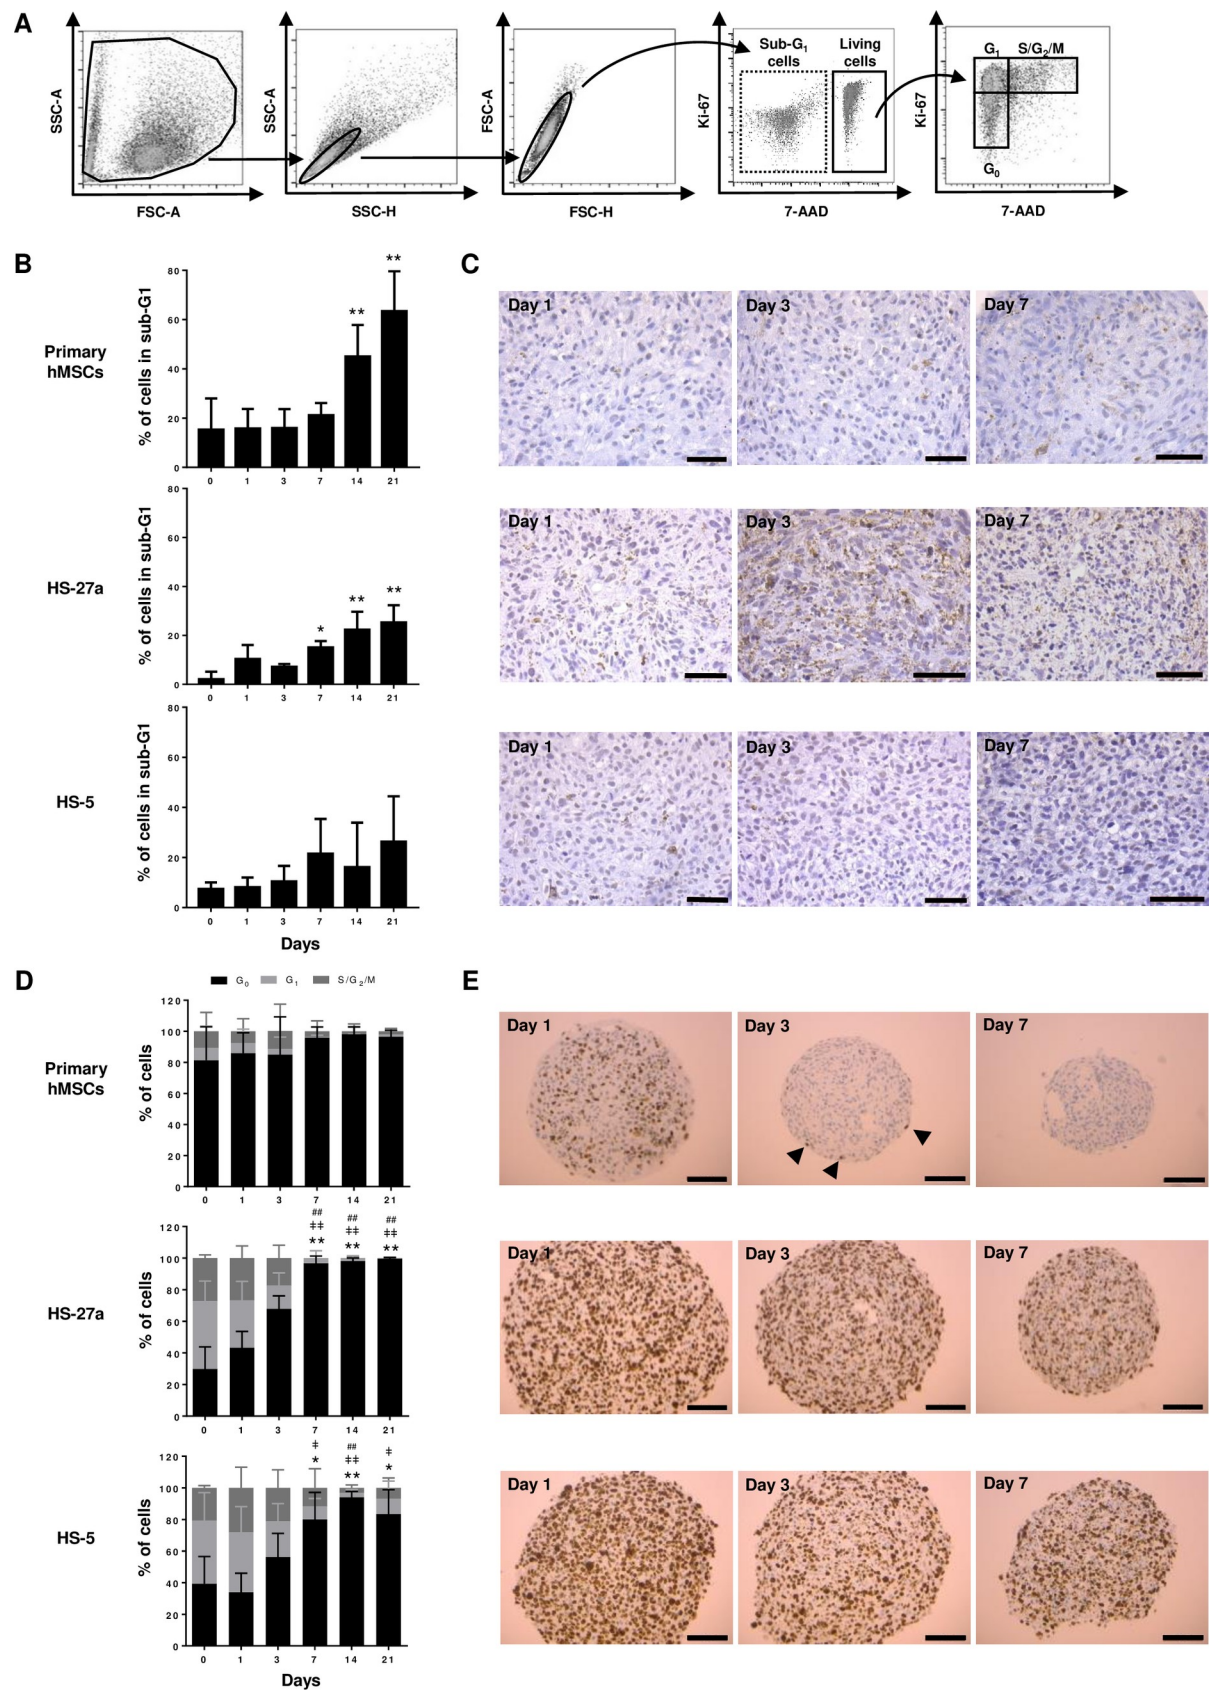 A
SSC-A
FSC-A
SSC-A
SSC-H
FSC-A
FSC-H
Ki-67
Sub-G1 cells
Living cells
7-AAD
Ki-67
G1 S/G2/M
G0
7-AAD
B
Primary hMSCs
% of cells in sub-G1
80
60
40
20
0
** **
0 1 3 7 14 21
HS-27a
% of cells in sub-G1
80
60
40
20
0
* ** **
0 1 3 7 14 21
HS-5
% of cells in sub-G1
80
60
40
20
0
0 1 3 7 14 21
Days
C
Day 1 Day 3 Day 7
Day 1 Day 3 Day 7
Day 1 Day 3 Day 7
D
G0 G1 S/G2/M
Primary hMSCs
% of cells
120
100
80
60
40
20
0
0 1 3 7 14 21
HS-27a
% of cells
120
100
80
60
40
20
0
## ## ##
‡‡ ‡‡ ‡‡
** ** **
0 1 3 7 14 21
HS-5
% of cells
120
100
80
60
40
20
0
‡ ## ‡
* ‡‡ *
**
0 1 3 7 14 21
Days
E
Day 1 Day 3 Day 7
Day 1 Day 3 Day 7
Day 1 Day 3 Day 7